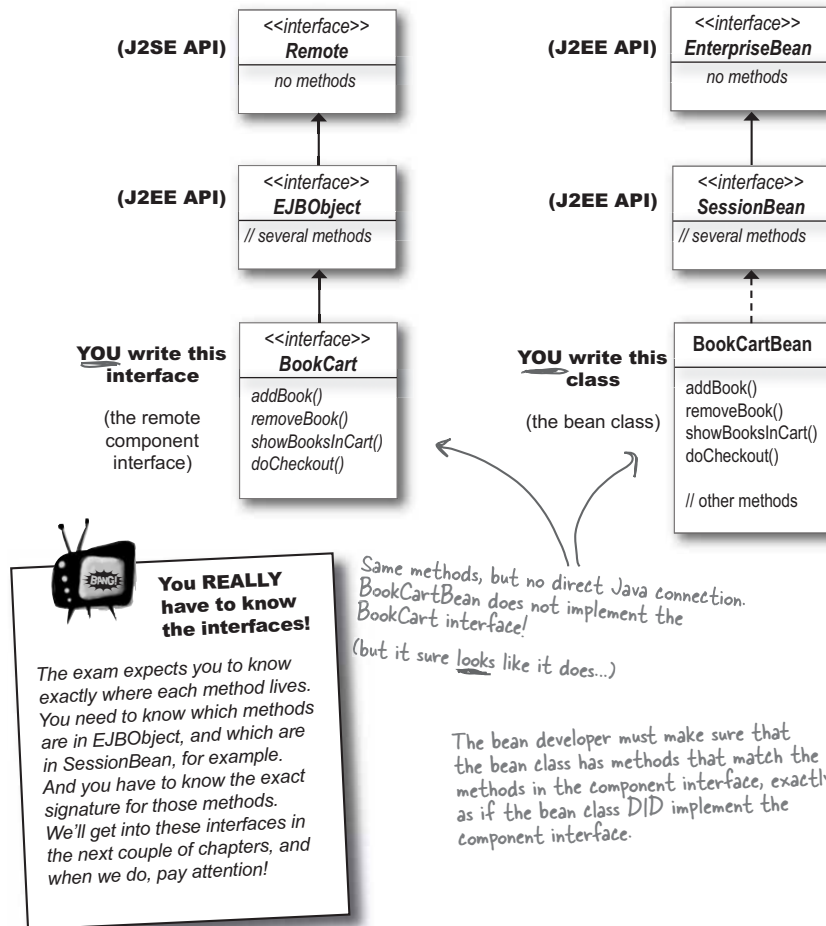 (J2SE API)
<<interface>>
Remote
no methods
(J2EE API)
<<interface>>
EJBObject
// several methods
YOU write this
interface
(the remote
component
interface)
<<interface>>
BookCart
addBook()
removeBook()
showBooksInCart()
doCheckout()
(J2EE API)
<<interface>>
EnterpriseBean
no methods
(J2EE API)
<<interface>>
SessionBean
// several methods
YOU write this
class
(the bean class)
BookCartBean
addBook()
removeBook()
showBooksInCart()
doCheckout()
// other methods
Same methods, but no direct Java connection.
BookCartBean does not implement the
BookCart interface!
(but it sure looks like it does...)
BANG!
You REALLY
have to know
the interfaces!
The exam expects you to know
exactly where each method lives.
You need to know which methods
are in EJBObject, and which are
in SessionBean, for example.
And you have to know the exact
signature for those methods.
We'll get into these interfaces in
the next couple of chapters, and
when we do, pay attention!
The bean developer must make sure that
the bean class has methods that match the
methods in the component interface, exactly
as if the bean class DID implement the
component interface.